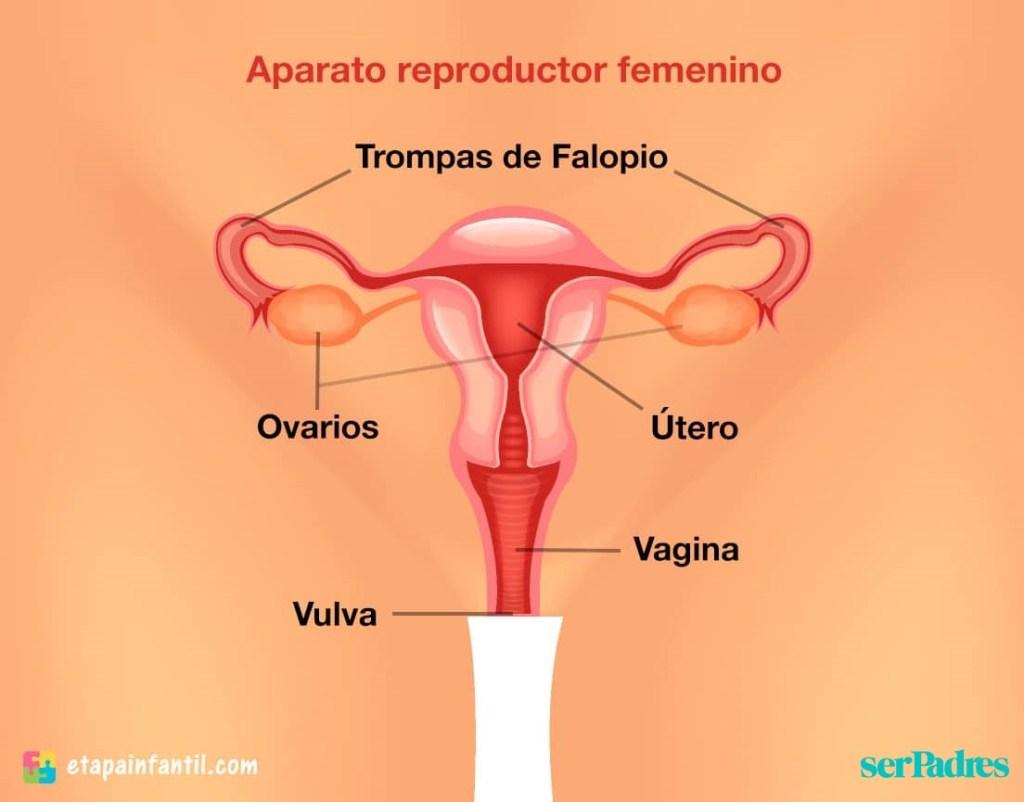 Aparato reproductor femenino
Trompas de Falopio
Ovarios
Útero
Vagina
Vulva
etapainfantil.com
serPadres